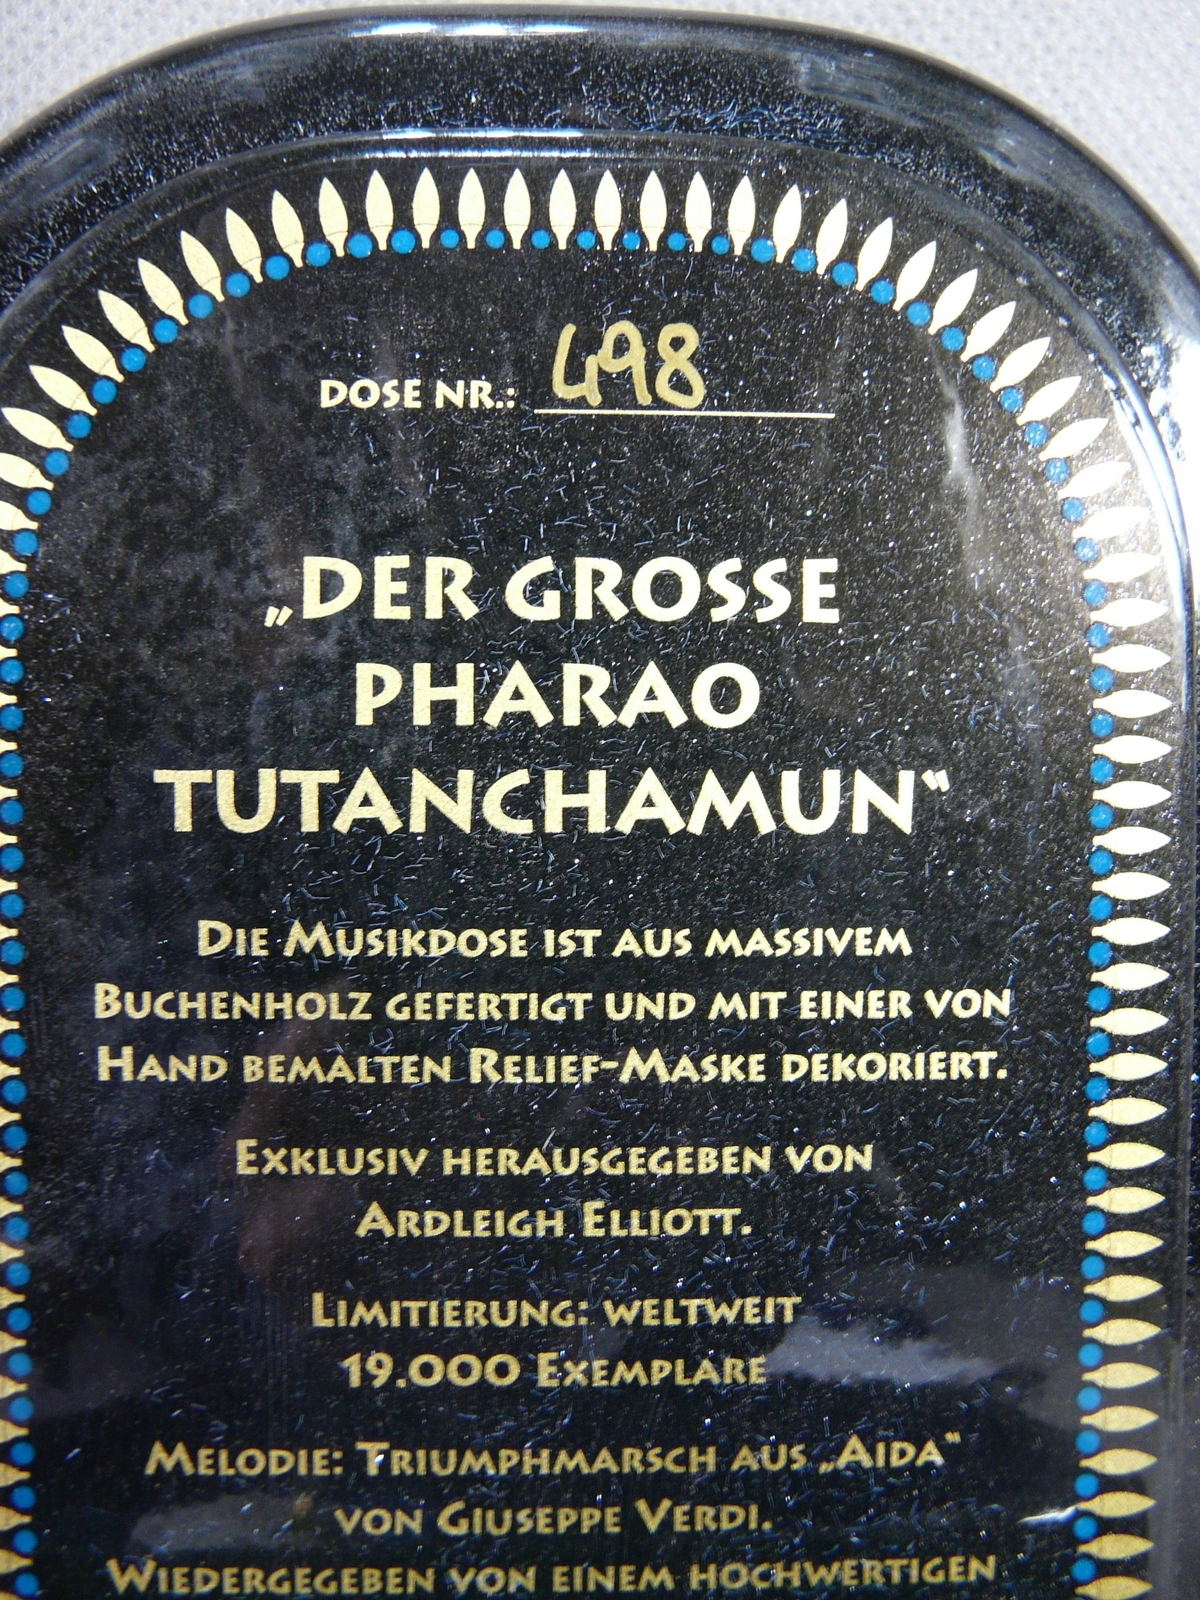 DOSE NR.: 498
„DER GROSSE
PHARAO
TUTANCHAMUN“
DIE MUSIKDOSE IST AUS MASSIVEM
BUCHENHOLZ GEFERTIGT UND MIT EINER VON
HAND BEMALTEN RELIEF-MASKE DEKORIERT.
EXKLUSIV HERAUSGEGEBEN VON
ARDLEIGH ELLIOTT.
LIMITIERUNG: WELTWEIT
19.000 EXEMPLARE
MELODIE: TRIUMPHMARSCH AUS „AIDA“
VON GIUSEPPE VERDI.
WIEDERGEGEBEN VON EINEM HOCHWERTIGEN